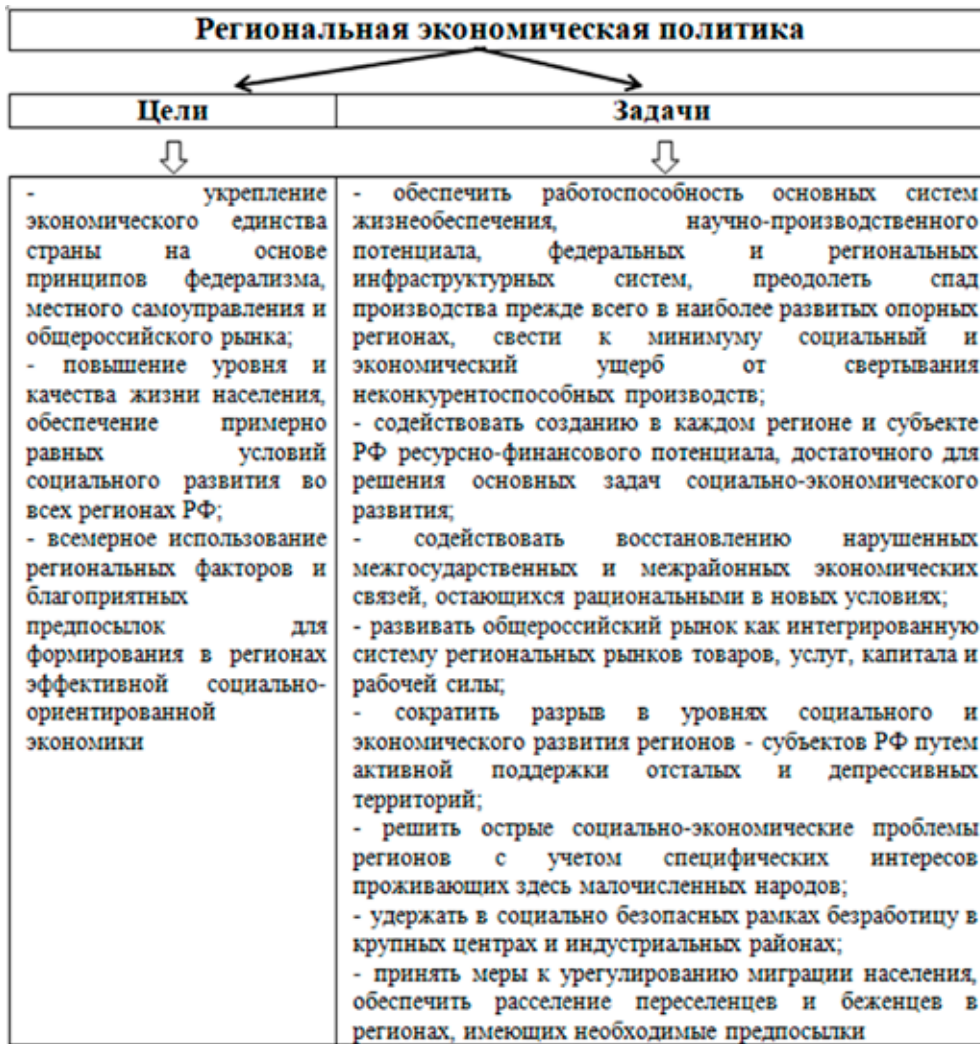 Региональная экономическая политика
Цели
Задачи
- укрепление
экономического единства
страны на основе
принципов федерализма,
местного самоуправления и
общероссийского рынка;
- повышение уровня и
качества жизни населения,
обеспечение примерно
равных условий
социального развития во
всех регионах РФ;
- всемерное использование
региональных факторов и
благоприятных
предпосылок для
формирования в регионах
эффективной социально-
ориентированной
экономики
- обеспечить работоспособность основных систем
жизнеобеспечения, научно-производственного
потенциала, федеральных и региональных
инфраструктурных систем, преодолеть спад
производства прежде всего в наиболее развитых опорных
регионах, свести к минимуму социальный и
экономический ущерб от свертывания
неконкурентоспособных производств;
- содействовать созданию в каждом регионе и субъекте
РФ ресурсно-финансового потенциала, достаточного для
решения основных задач социально-экономического
развития;
- содействовать восстановлению нарушенных
межгосударственных и межрайонных экономических
связей, остающихся рациональными в новых условиях;
- развивать общероссийский рынок как интегрированную
систему региональных рынков товаров, услуг, капитала и
рабочей силы;
- сократить разрыв в уровнях социального и
экономического развития регионов - субъектов РФ путем
активной поддержки отсталых и депрессивных
территорий;
- решить острые социально-экономические проблемы
регионов с учетом специфических интересов
проживающих здесь малочисленных народов;
- удержать в социально безопасных рамках безработицу в
крупных центрах и индустриальных районах;
- принять меры к урегулированию миграции населения,
обеспечить расселение переселенцев и беженцев в
регионах, имеющих необходимые предпосылки